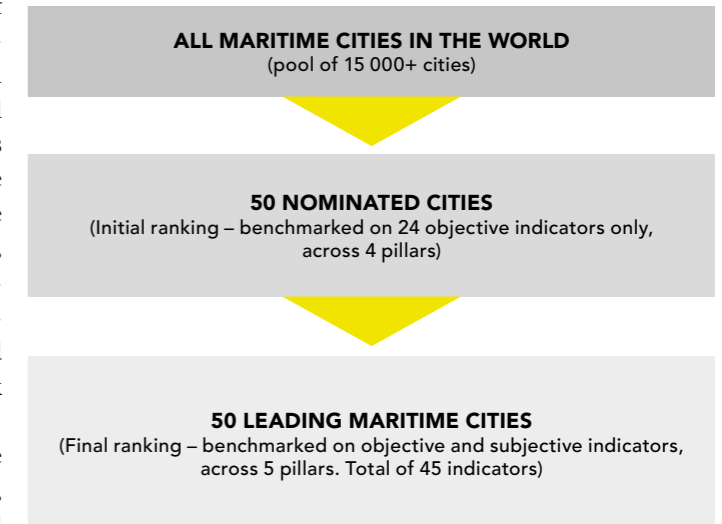 ALL MARITIME CITIES IN THE WORLD
(pool of 15 000+ cities)
50 NOMINATED CITIES
(Initial ranking – benchmarked on 24 objective indicators only,
across 4 pillars)
50 LEADING MARITIME CITIES
(Final ranking – benchmarked on objective and subjective indicators,
across 5 pillars. Total of 45 indicators)